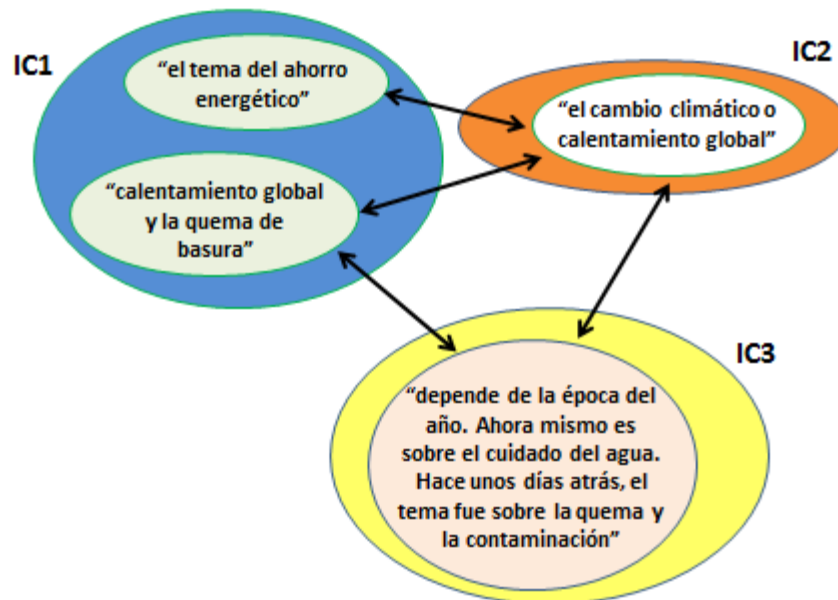 IC1
“el tema del ahorro
energético”
“calentamiento global
y la quema de
basura”
IC2
“el cambio climático o
calentamiento global”
IC3
“depende de la época del
año. Ahora mismo es
sobre el cuidado del agua.
Hace unos días atrás, el
tema fue sobre la quema y
la contaminación”